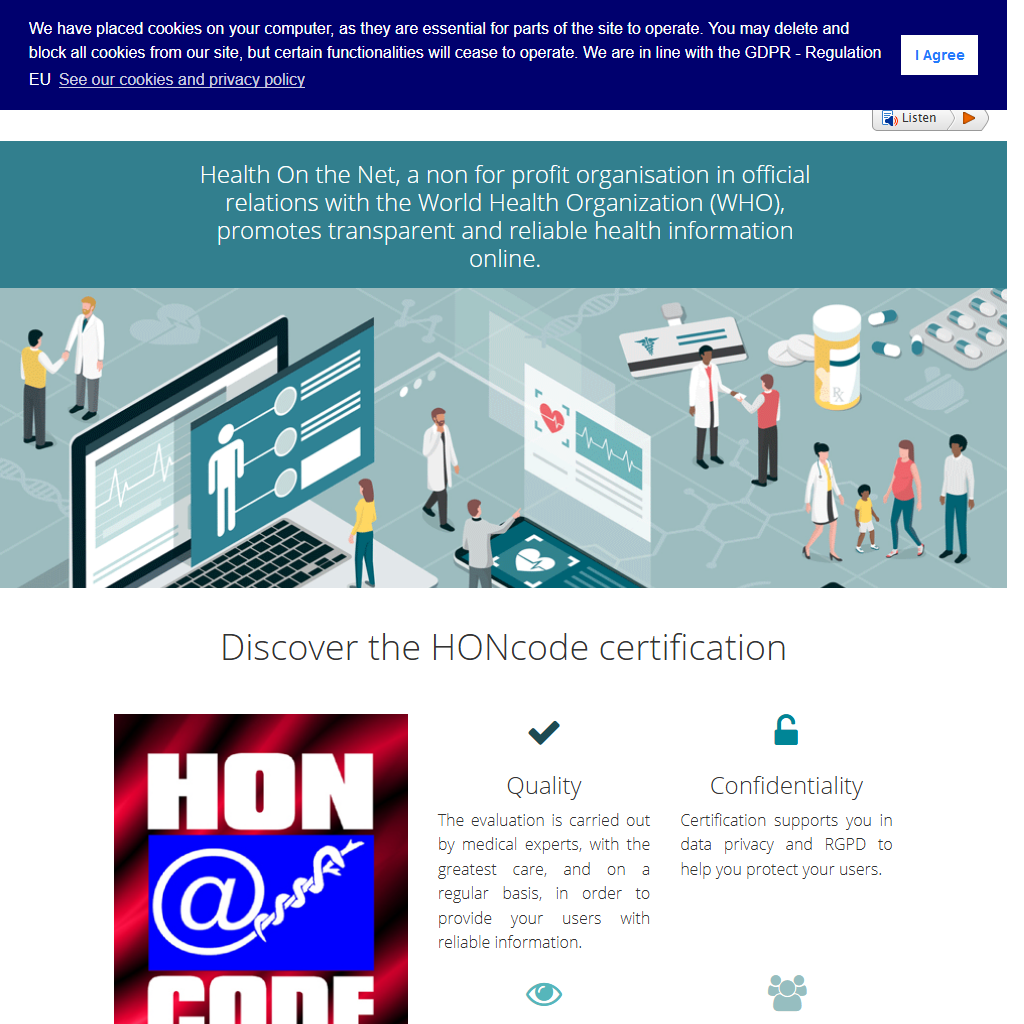 We have placed cookies on your computer, as they are essential for parts of the site to operate. You may delete and
block all cookies from our site, but certain functionalities will cease to operate. We are in line with the GDPR - Regulation
EU See our cookies and privacy policy
I Agree
Listen
Health On the Net, a non for profit organisation in official
relations with the World Health Organization (WHO),
promotes transparent and reliable health information
online.
Rx
Discover the HONcode certification
HON
@
CODE
Quality
The evaluation is carried out
by medical experts, with the
greatest care, and on a
regular basis, in order to
provide your users with
reliable information.
Confidentiality
Certification supports you in
data privacy and RGPD to
help you protect your users.